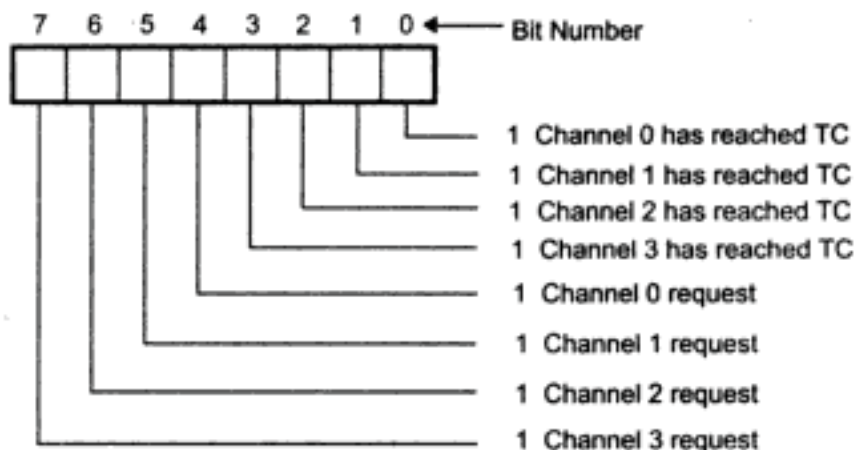 7 6 5 4 3 2 1 0 Bit Number
1 Channel 0 has reached TC
1 Channel 1 has reached TC
1 Channel 2 has reached TC
1 Channel 3 has reached TC
1 Channel 0 request
1 Channel 1 request
1 Channel 2 request
1 Channel 3 request